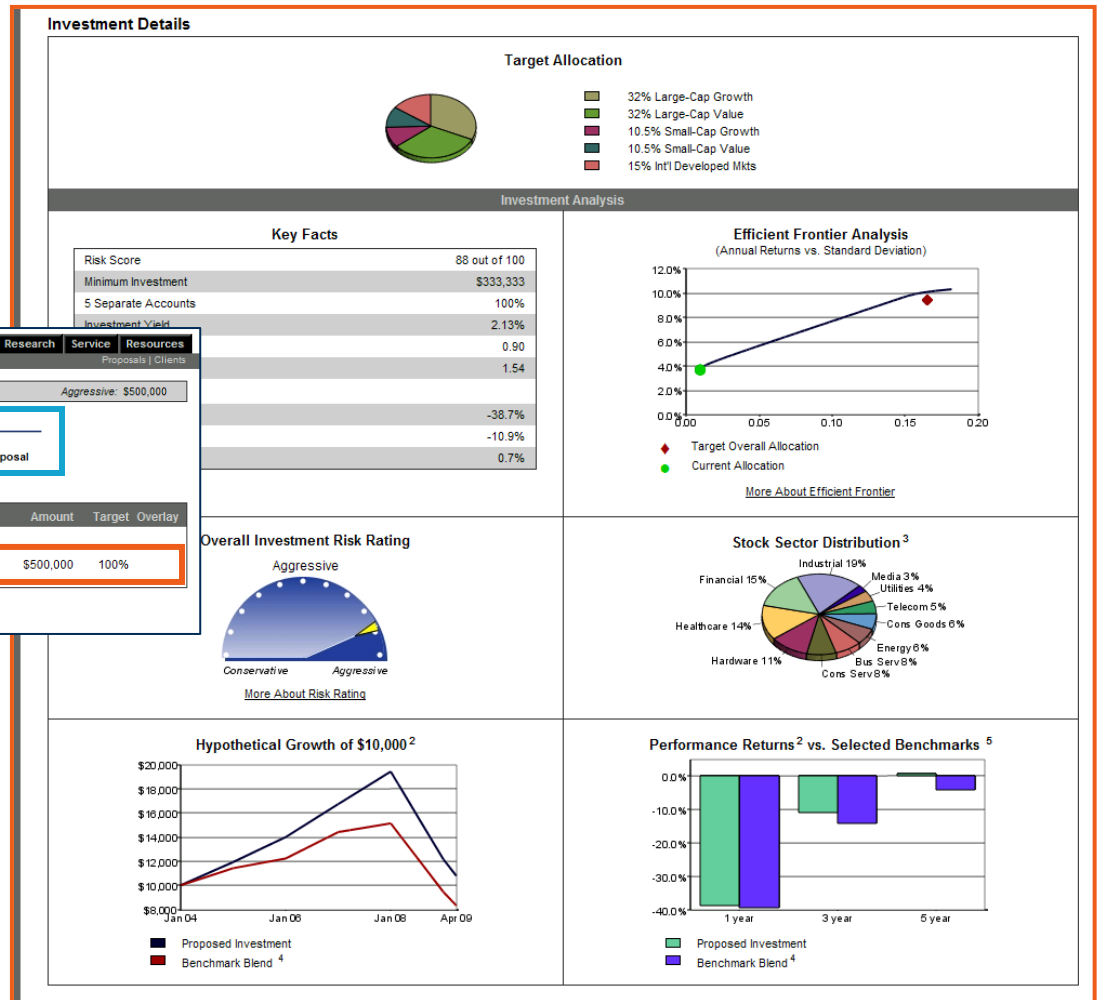 Investment Details
Target Allocation
32% Large-Cap Growth
32% Large-Cap Value
10.5% Small-Cap Growth
10.5% Small-Cap Value
15% Int'l Developed Mkts
Investment Analysis
Key Facts
Risk Score 88 out of 100
Minimum Investment $333,333
5 Separate Accounts 100%
Investment Yield 2.13%
0.90
1.54
-38.7%
-10.9%
0.7%
Research Service Resources
Proposals | Clients
Aggressive: $500,000
posal
Amount Target Overlay
$500,000 100%
Efficient Frontier Analysis
(Annual Returns vs. Standard Deviation)
12.0%
10.0%
8.0%
6.0%
4.0%
2.0%
0.0%
0.00 0.05 0.10 0.15 0.20
Target Overall Allocation
Current Allocation
More About Efficient Frontier
Overall Investment Risk Rating
Aggressive
Conservative Aggressive
More About Risk Rating
Stock Sector Distribution 3
Industrial 19%
Media 3%
Utilities 4%
Telecom 5%
Cons Goods 6%
Energy 6%
Bus Serv 8%
Cons Serv 8%
Hardware 11%
Healthcare 14%
Financial 15%
Hypothetical Growth of $10,000 2
$20,000
$18,000
$16,000
$14,000
$12,000
$10,000
$8,000
Jan 04 Jan 06 Jan 08 Apr 09
Proposed Investment
Benchmark Blend 4
Performance Returns 2 vs. Selected Benchmarks 5
0.0%
-10.0%
-20.0%
-30.0%
-40.0%
1 year 3 year 5 year
Proposed Investment
Benchmark Blend 4